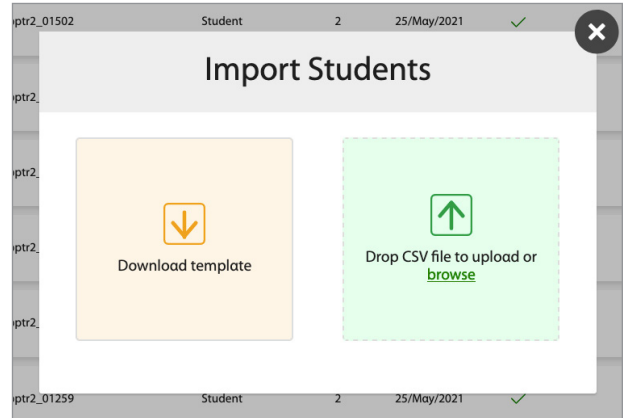 ptr2_01502 Student 2 25/May/2021
Import Students
ptr2_
ptr2_
Download template
Drop CSV file to upload or
browse
ptr2_
ptr2_
ptr2_01259 Student 2 25/May/2021